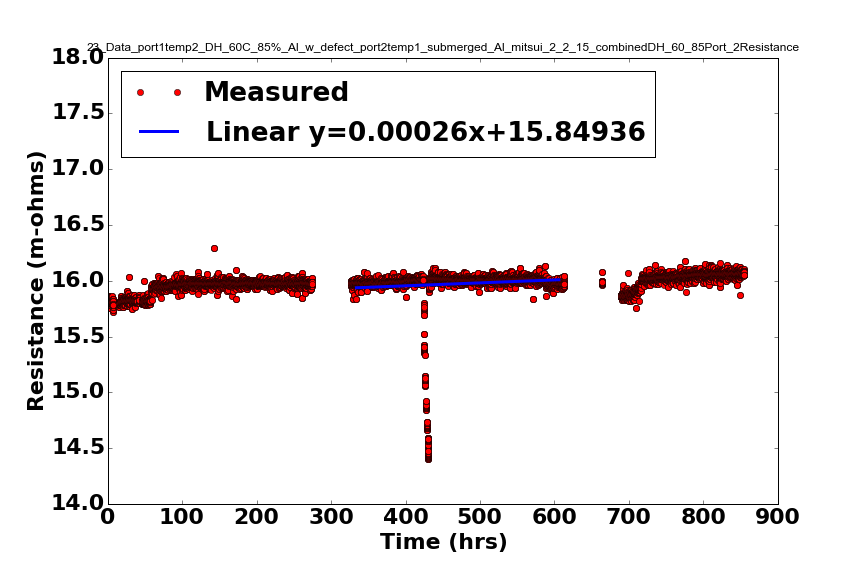 23_Data_port1temp2_DH_60C_85%_Al_w_defect_port2temp1_submerged_Al_mitsui_2_2_15_combinedDH_60_85Port_2Resistance
18.0
Measured
Linear y=0.00026x+15.84936
17.5
17.0
16.5
16.0
15.5
15.0
14.5
14.0
Resistance (m-ohms)
0 100 200 300 400 500 600 700 800 900
Time (hrs)